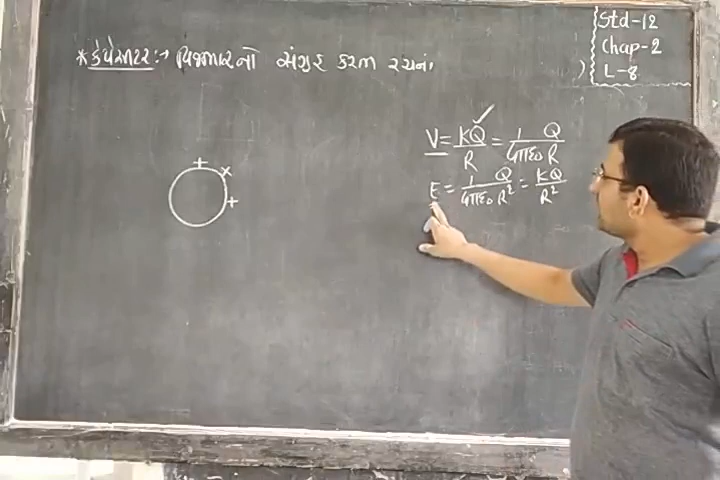 * કેપેસિટર :→ વિજભારનો સંગ્રહ કરતી રચના.
Std-12
Chap-2
L-8
V = KQ/R = 1/4πε₀ Q/R
E = 1/4πε₀ Q/R² = KQ/R²
+ x
+